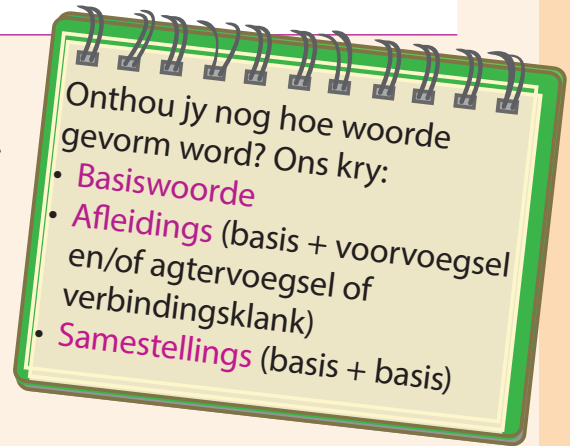 Onthou jy nog hoe woorde
gevorm word? Ons kry:
• Basiswoorde
• Afleidings (basis + voorvoegsel
en/of agtervoegsel of
verbindingsklank)
• Samestellings (basis + basis)